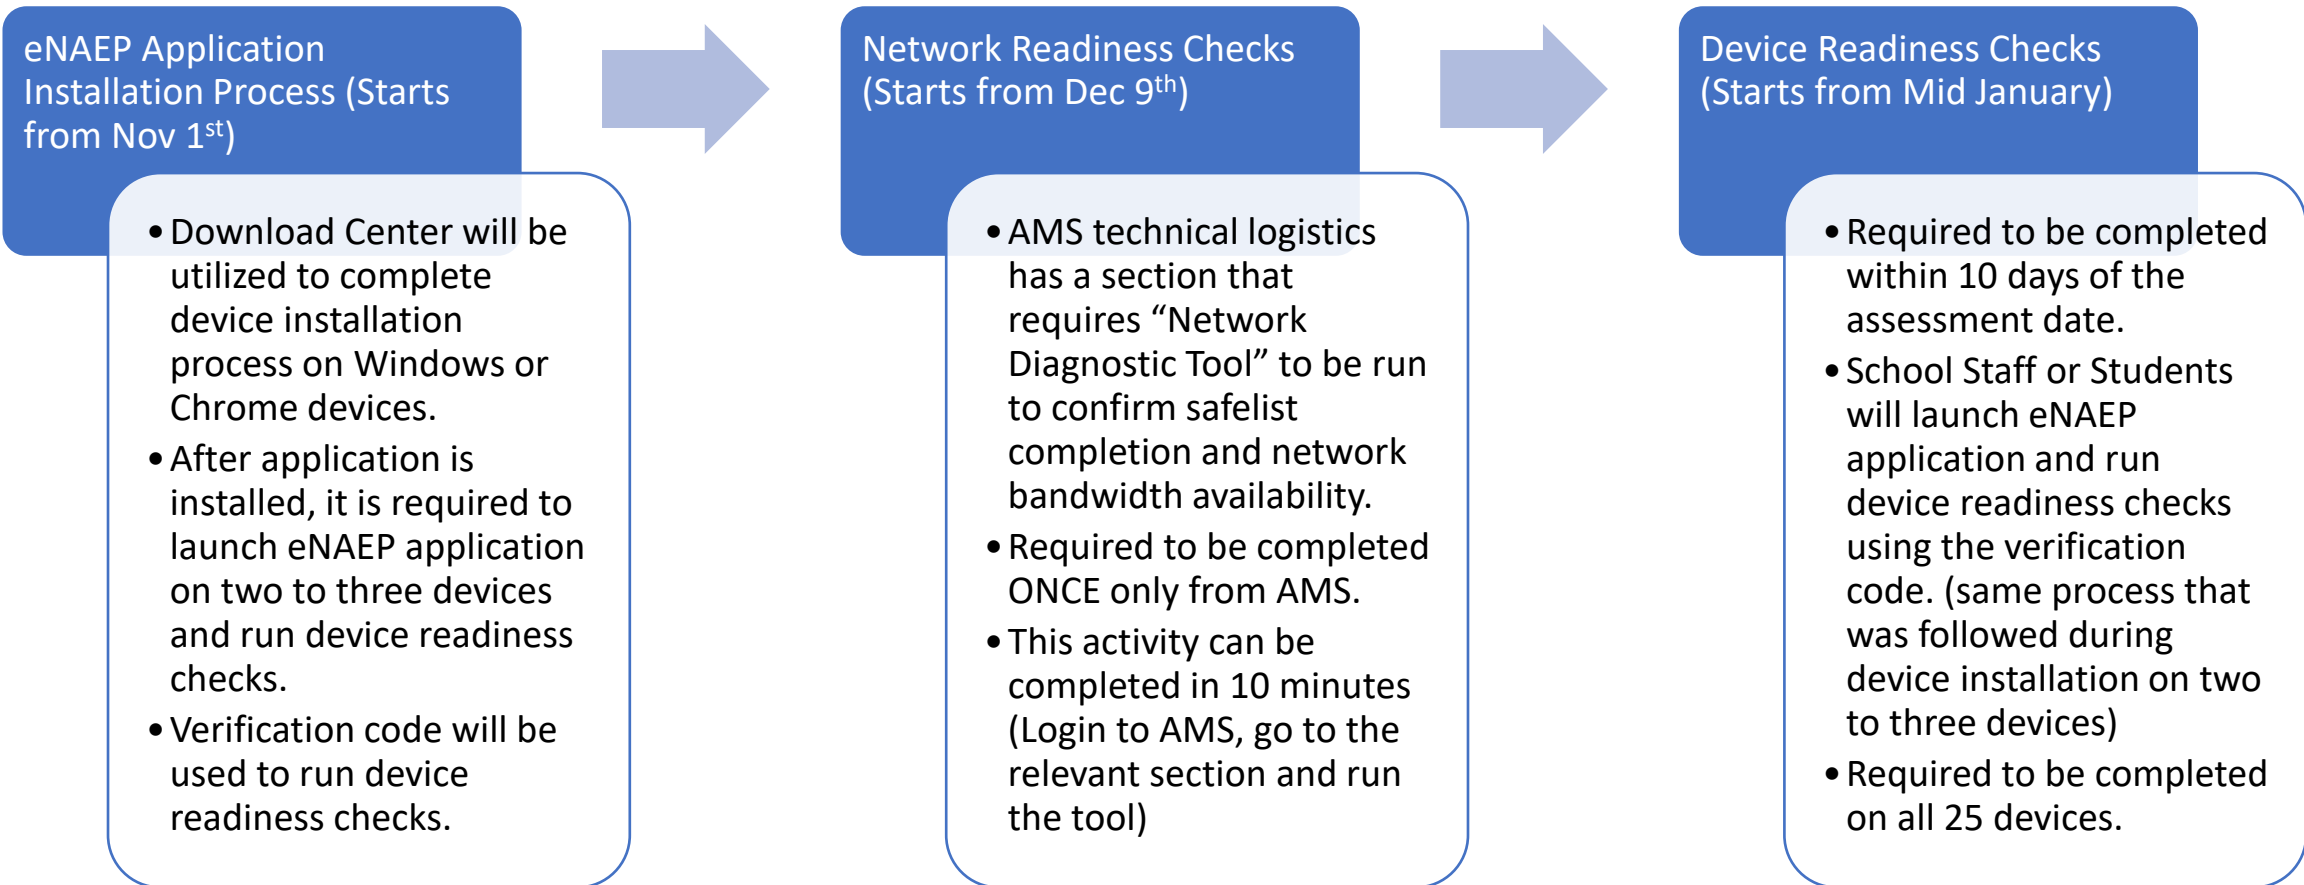 eNAEP Application
Installation Process (Starts
from Nov 1st)
• Download Center will be
utilized to complete
device installation
process on Windows or
Chrome devices.
• After application is
installed, it is required to
launch eNAEP application
on two to three devices
and run device readiness
checks.
• Verification code will be
used to run device
readiness checks.
Network Readiness Checks
(Starts from Dec 9th)
• AMS technical logistics
has a section that
requires “Network
Diagnostic Tool” to be run
to confirm safelist
completion and network
bandwidth availability.
• Required to be completed
ONCE only from AMS.
• This activity can be
completed in 10 minutes
(Login to AMS, go to the
relevant section and run
the tool)
Device Readiness Checks
(Starts from Mid January)
• Required to be completed
within 10 days of the
assessment date.
• School Staff or Students
will launch eNAEP
application and run
device readiness checks
using the verification
code. (same process that
was followed during
device installation on two
to three devices)
• Required to be completed
on all 25 devices.